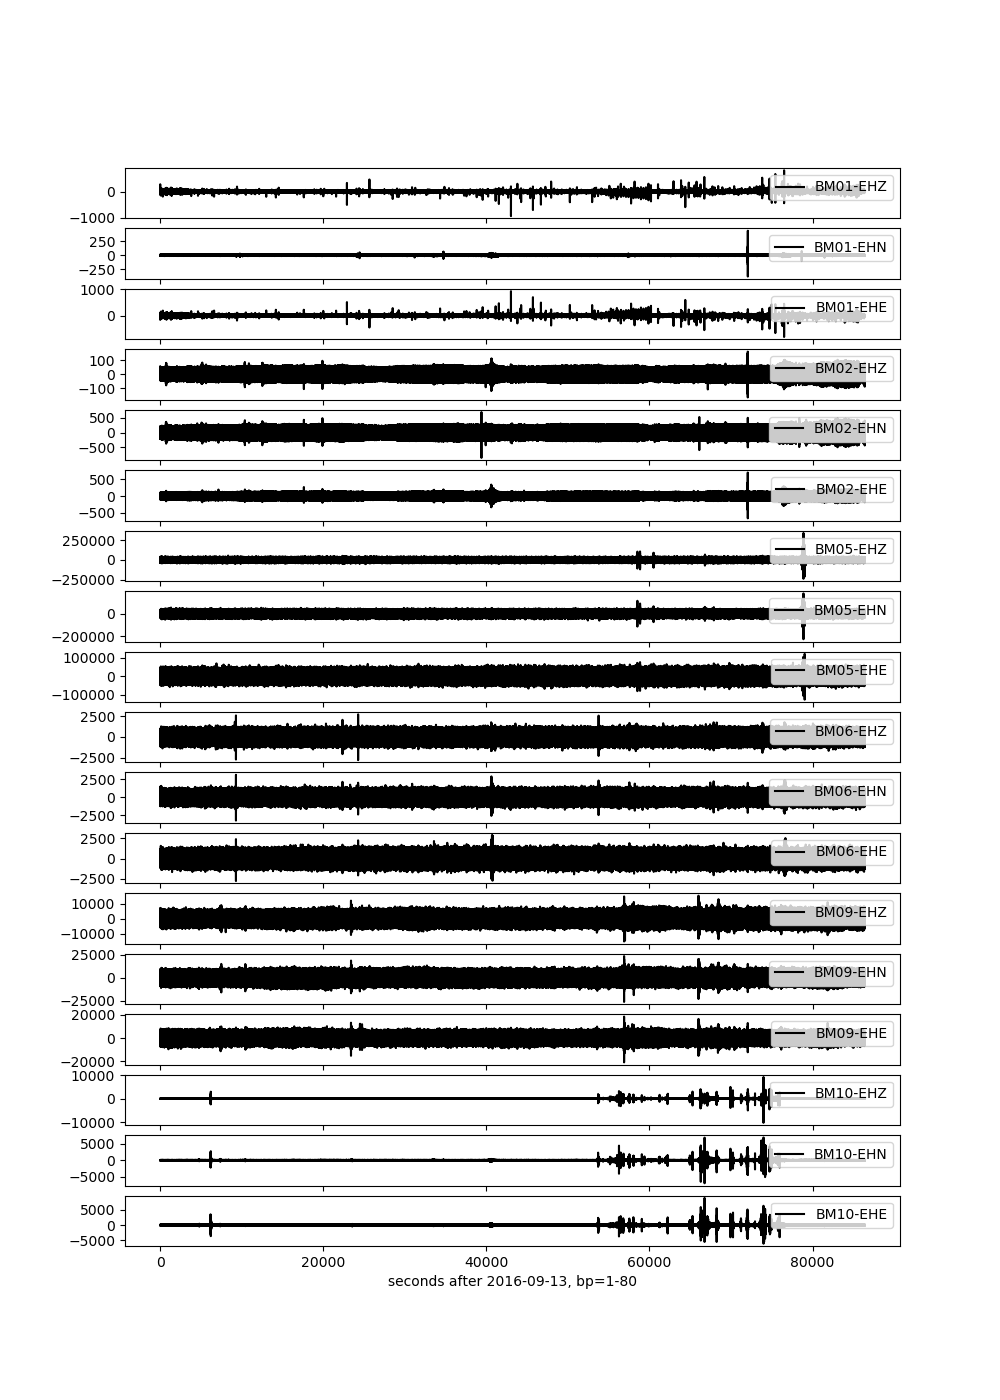 0
−1000
BM01-EHZ
250
0
−250
BM01-EHN
1000
0
BM01-EHE
100
0
−100
BM02-EHZ
500
0
−500
BM02-EHN
500
0
−500
BM02-EHE
250000
0
−250000
BM05-EHZ
0
−200000
BM05-EHN
100000
0
−100000
BM05-EHE
2500
0
−2500
BM06-EHZ
2500
0
−2500
BM06-EHN
2500
0
−2500
BM06-EHE
10000
0
−10000
BM09-EHZ
25000
0
−25000
BM09-EHN
20000
0
−20000
BM09-EHE
10000
0
−10000
BM10-EHZ
5000
0
−5000
BM10-EHN
5000
0
−5000
BM10-EHE
0 20000 40000 60000 80000
seconds after 2016-09-13, bp=1-80